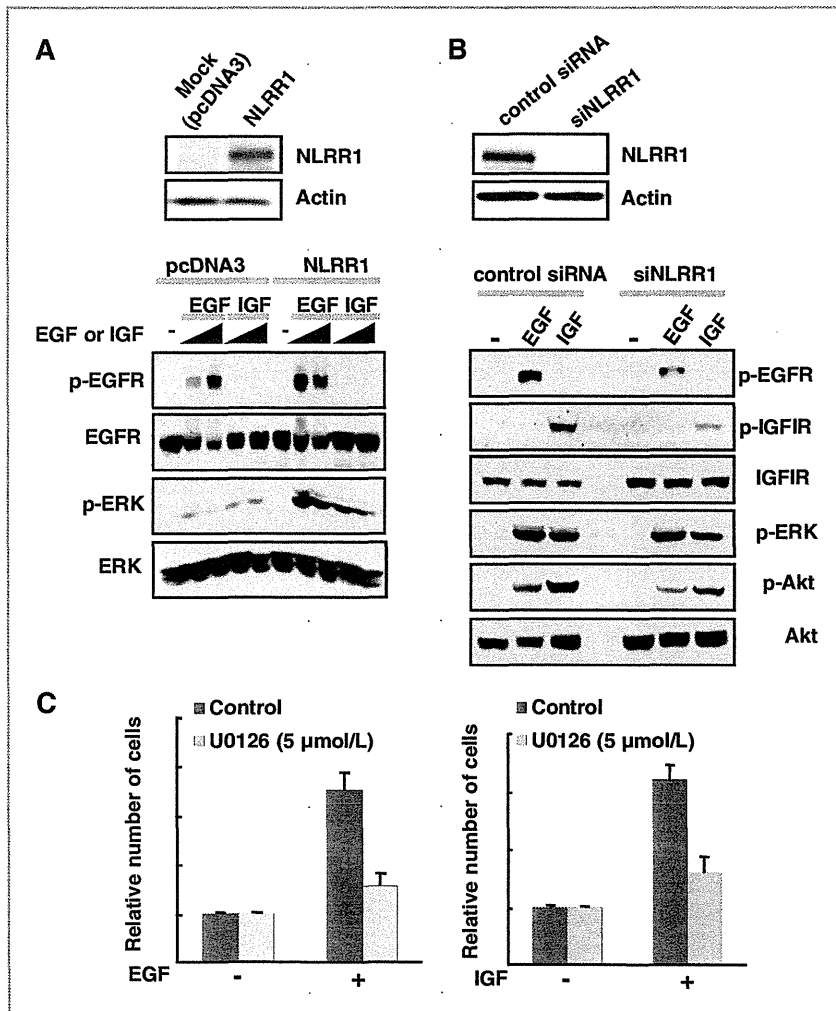 A
Mock
(pcDNA3)
NLRR1
NLRR1
Actin
pcDNA3 NLRR1
EGF IGF EGF IGF
EGF or IGF - -
p-EGFR
EGFR
p-ERK
ERK
B
control siRNA
siNLRR1
NLRR1
Actin
control siRNA siNLRR1
- EGF IGF - EGF IGF
p-EGFR
p-IGFIR
IGFIR
p-ERK
p-Akt
Akt
C
Relative number of cells
Control
U0126 (5 μmol/L)
EGF - +
Relative number of cells
Control
U0126 (5 μmol/L)
IGF - +